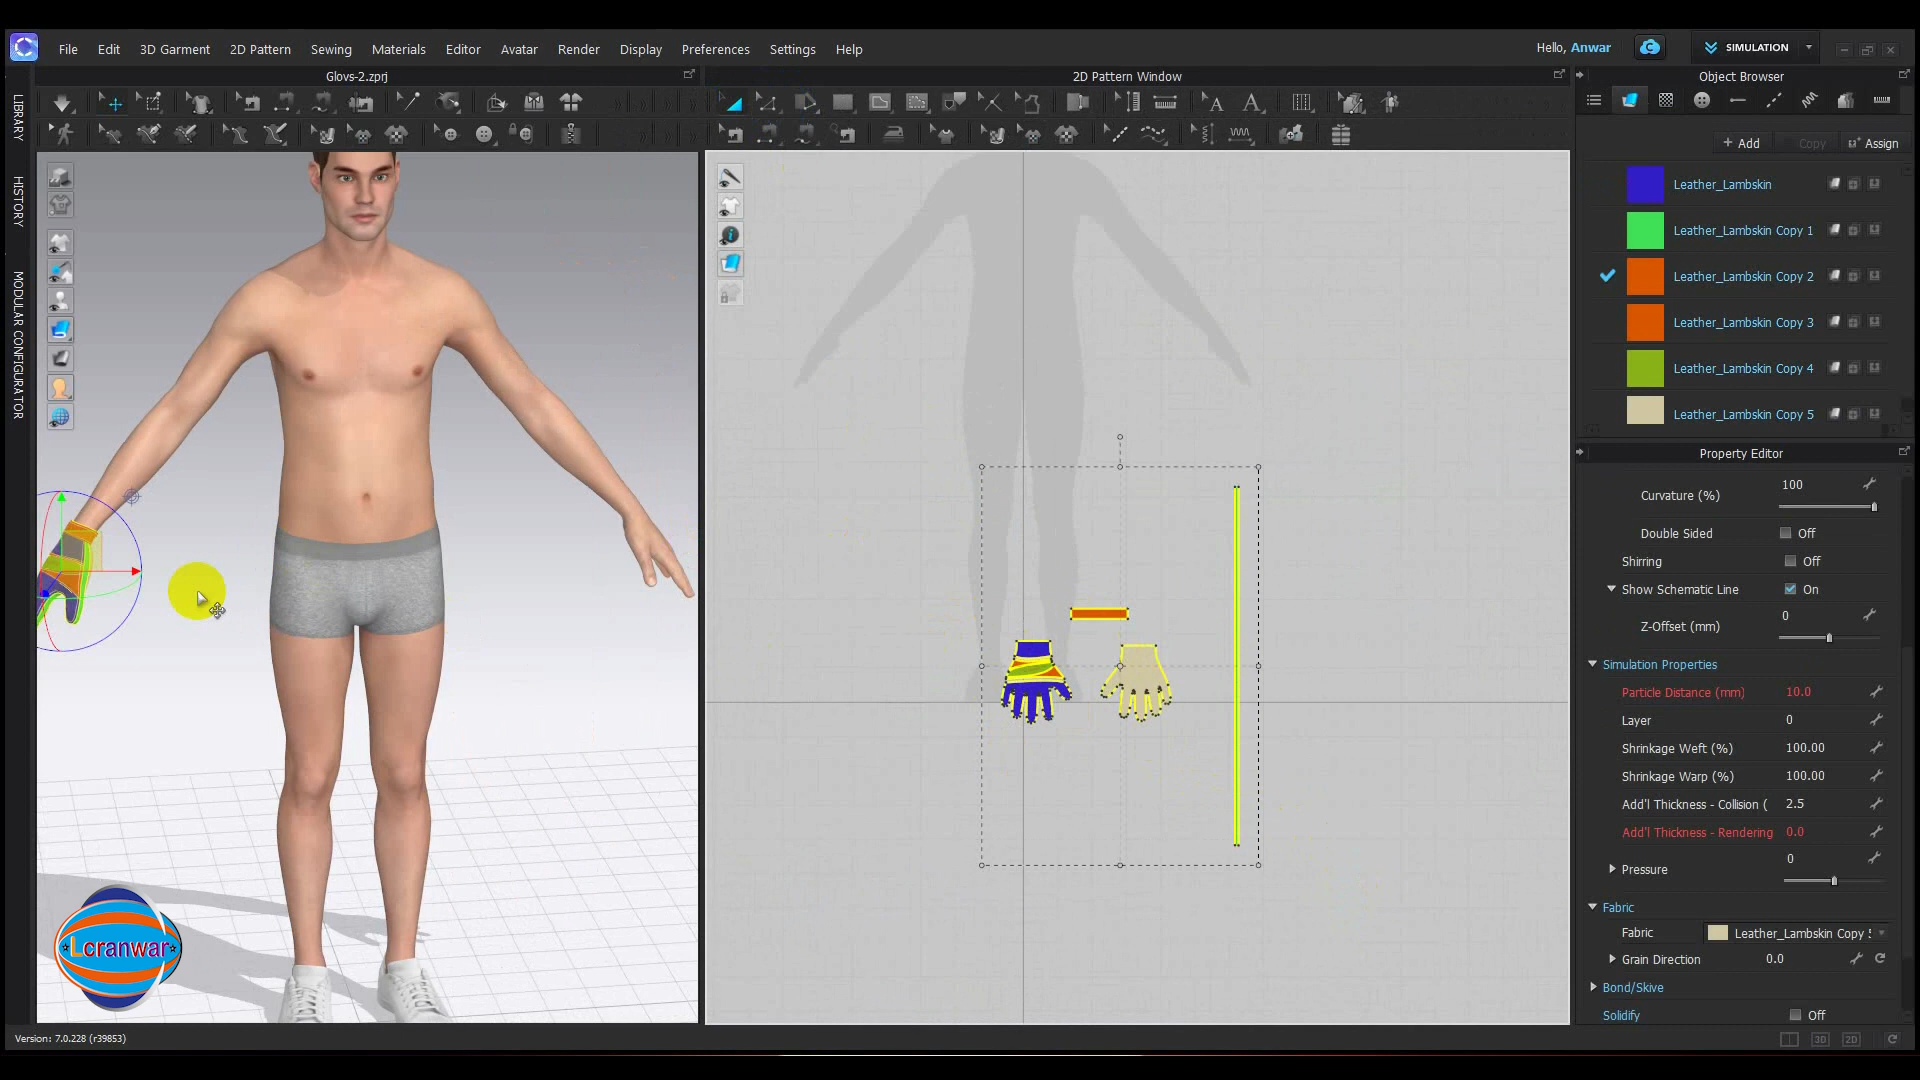 File Edit 3D Garment 2D Pattern Sewing Materials Editor Avatar Render Display Preferences Settings Help
Hello, Anwar
SIMULATION
Glovs-2.zprj
2D Pattern Window
Object Browser
LIBRARY
HISTORY
MODULAR CONFIGURATOR
+ Add
Copy
Assign
Leather_Lambskin
Leather_Lambskin Copy 1
Leather_Lambskin Copy 2
Leather_Lambskin Copy 3
Leather_Lambskin Copy 4
Leather_Lambskin Copy 5
Property Editor
Curvature (%) 100
Double Sided Off
Shirring Off
Show Schematic Line On
Z-Offset (mm) 0
Simulation Properties
Particle Distance (mm) 10.0
Layer 0
Shrinkage Weft (%) 100.00
Shrinkage Warp (%) 100.00
Add'l Thickness - Collision ( 2.5
Add'l Thickness - Rendering 0.0
Pressure 0
Fabric
Fabric Leather_Lambskin Copy 5
Grain Direction 0.0
Bond/Skive
Solidify Off
Lcranwar
Version: 7.0.228 (r39853)
3D 2D